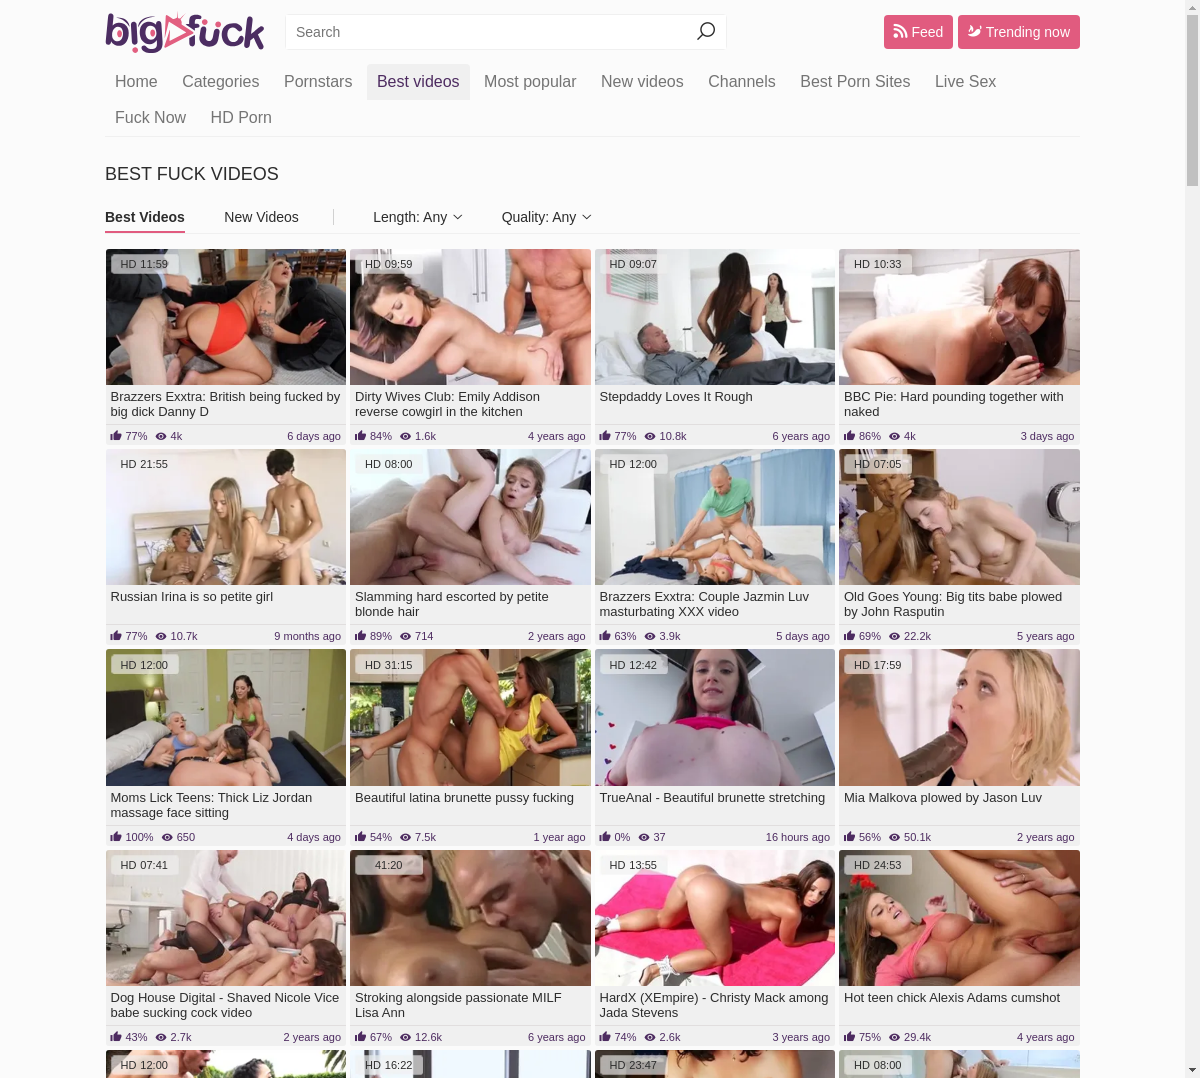 bigfuck
Search
Feed
Trending now
Home Categories Pornstars Best videos Most popular New videos Channels Best Porn Sites Live Sex
Fuck Now HD Porn
BEST FUCK VIDEOS
Best Videos New Videos Length: Any Quality: Any
HD 11:59
HD 09:59
HD 09:07
HD 10:33
Brazzers Exxtra: British being fucked by
big dick Danny D
77% 4k 6 days ago
Dirty Wives Club: Emily Addison
reverse cowgirl in the kitchen
84% 1.6k 4 years ago
Stepdaddy Loves It Rough
77% 10.8k 6 years ago
BBC Pie: Hard pounding together with
naked
86% 4k 3 days ago
HD 21:55
HD 08:00
HD 12:00
HD 07:05
Russian Irina is so petite girl
77% 10.7k 9 months ago
Slamming hard escorted by petite
blonde hair
89% 714 2 years ago
Brazzers Exxtra: Couple Jazmin Luv
masturbating XXX video
63% 3.9k 5 days ago
Old Goes Young: Big tits babe plowed
by John Rasputin
69% 22.2k 5 years ago
HD 12:00
HD 31:15
HD 12:42
HD 17:59
Moms Lick Teens: Thick Liz Jordan
massage face sitting
100% 650 4 days ago
Beautiful latina brunette pussy fucking
54% 7.5k 1 year ago
TrueAnal - Beautiful brunette stretching
0% 37 16 hours ago
Mia Malkova plowed by Jason Luv
56% 50.1k 2 years ago
HD 07:41
41:20
HD 13:55
HD 24:53
Dog House Digital - Shaved Nicole Vice
babe sucking cock video
43% 2.7k 2 years ago
Stroking alongside passionate MILF
Lisa Ann
67% 12.6k 6 years ago
HardX (XEmpire) - Christy Mack among
Jada Stevens
74% 2.6k 3 years ago
Hot teen chick Alexis Adams cumshot
75% 29.4k 4 years ago
HD 12:00
HD 16:22
HD 23:47
HD 08:00